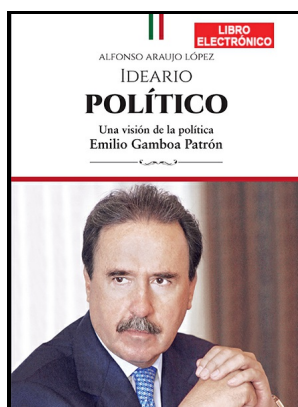 LIBRO
ELECTRÓNICO
ALFONSO ARAUJO LÓPEZ
IDEARIO
POLÍTICO
Una visión de la política
Emilio Gamboa Patrón